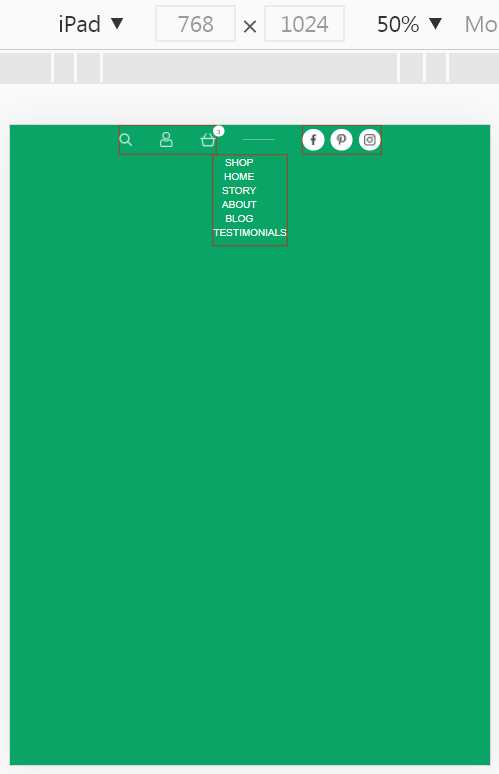 iPad ▼ 768 × 1024 50% ▼ Mo
3
SHOP
HOME
STORY
ABOUT
BLOG
TESTIMONIALS